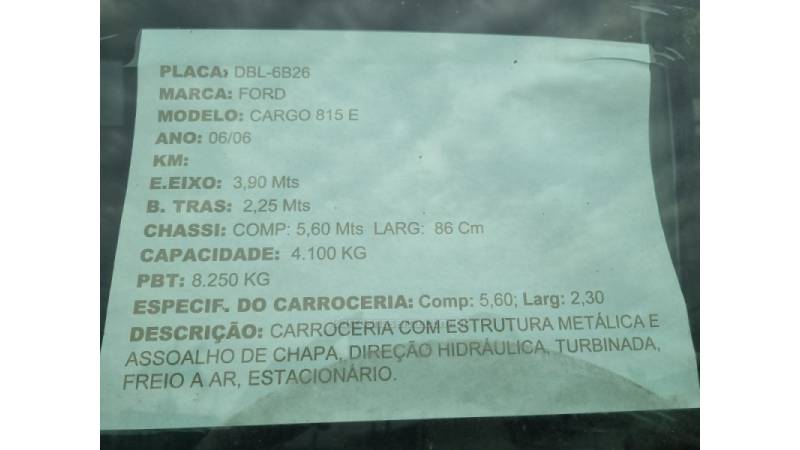 PLACA: DBL-6B26
MARCA: FORD
MODELO: CARGO 815 E
ANO: 06/06
KM:
E.EIXO: 3,90 Mts
B. TRAS: 2,25 Mts
CHASSI: COMP: 5,60 Mts LARG: 86 Cm
CAPACIDADE: 4.100 KG
PBT: 8.250 KG
ESPECIF. DO CARROCERIA: Comp: 5,60; Larg: 2,30
DESCRIÇÃO: CARROCERIA COM ESTRUTURA METÁLICA E
ASSOALHO DE CHAPA, DIREÇÃO HIDRÁULICA, TURBINADA,
FREIO A AR, ESTACIONÁRIO.